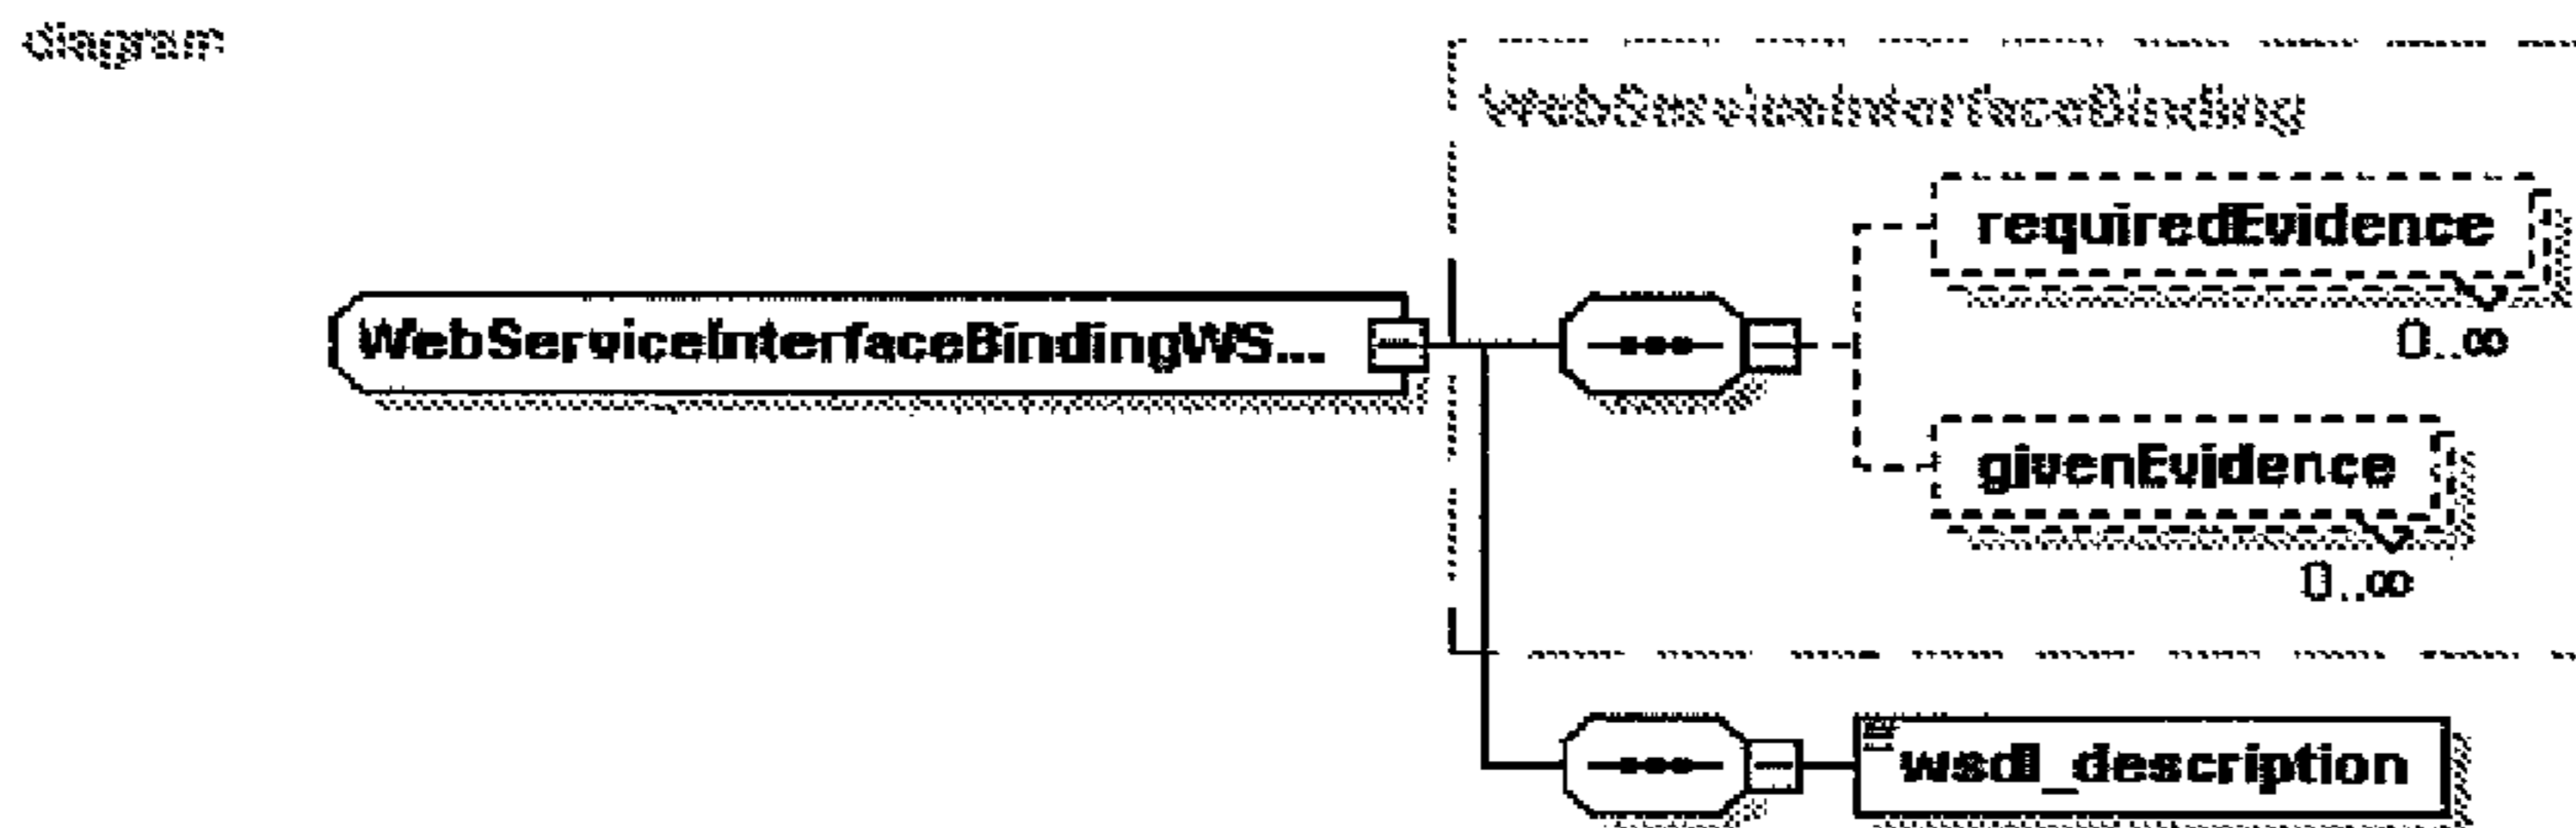 diagram
WebServiceInterfaceBinding
requiredEvidence
0..∞
WebServiceInterfaceBindingWS...
givenEvidence
0..∞
wsdl_description